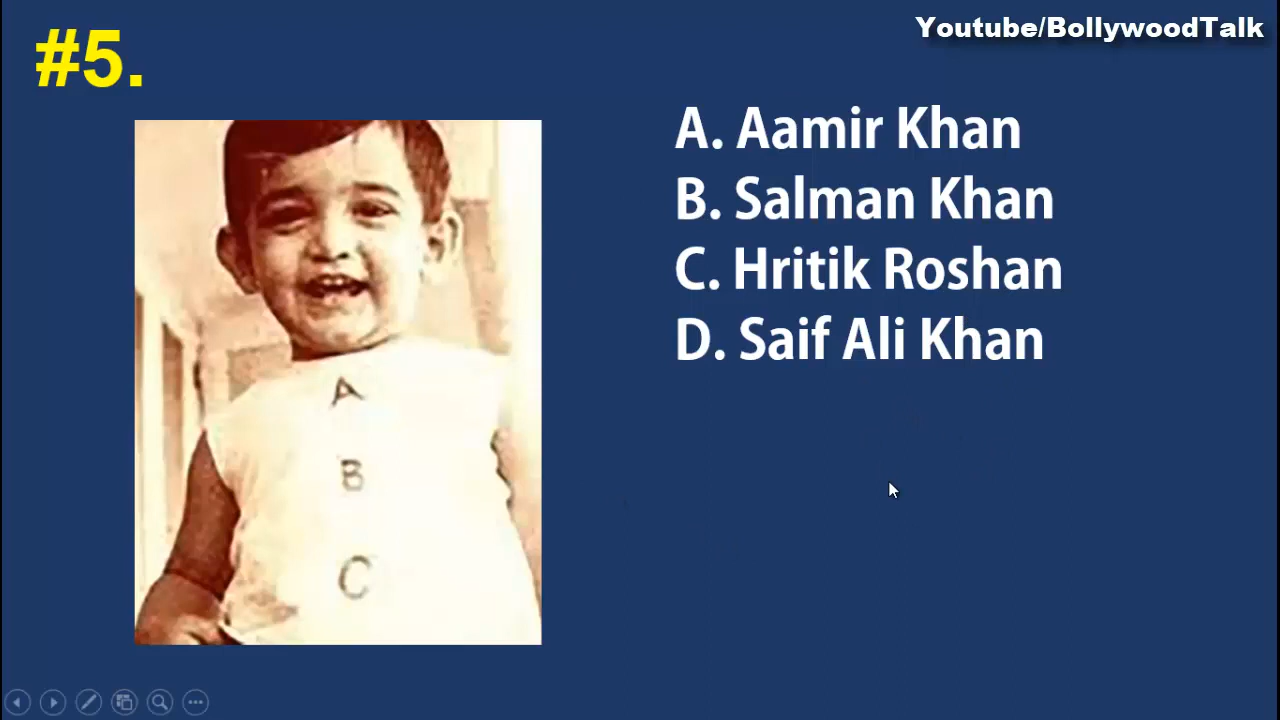 #5.
Youtube/BollywoodTalk
A. Aamir Khan
B. Salman Khan
C. Hritik Roshan
D. Saif Ali Khan
A
B
C